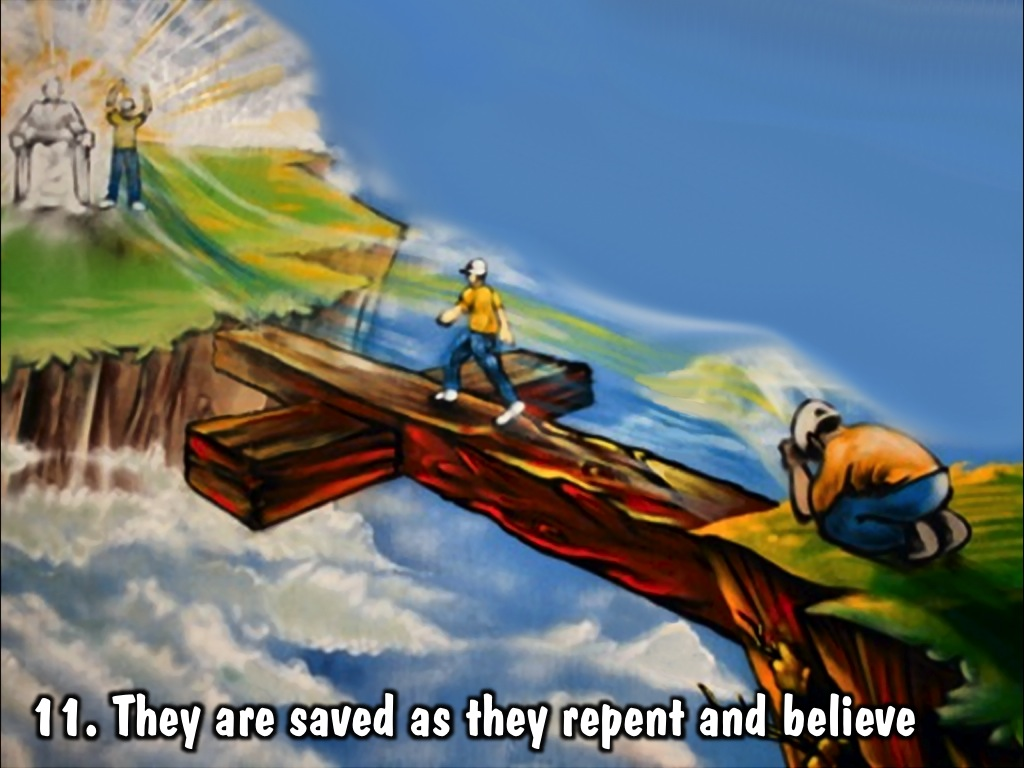 11. They are saved as they repent and believe